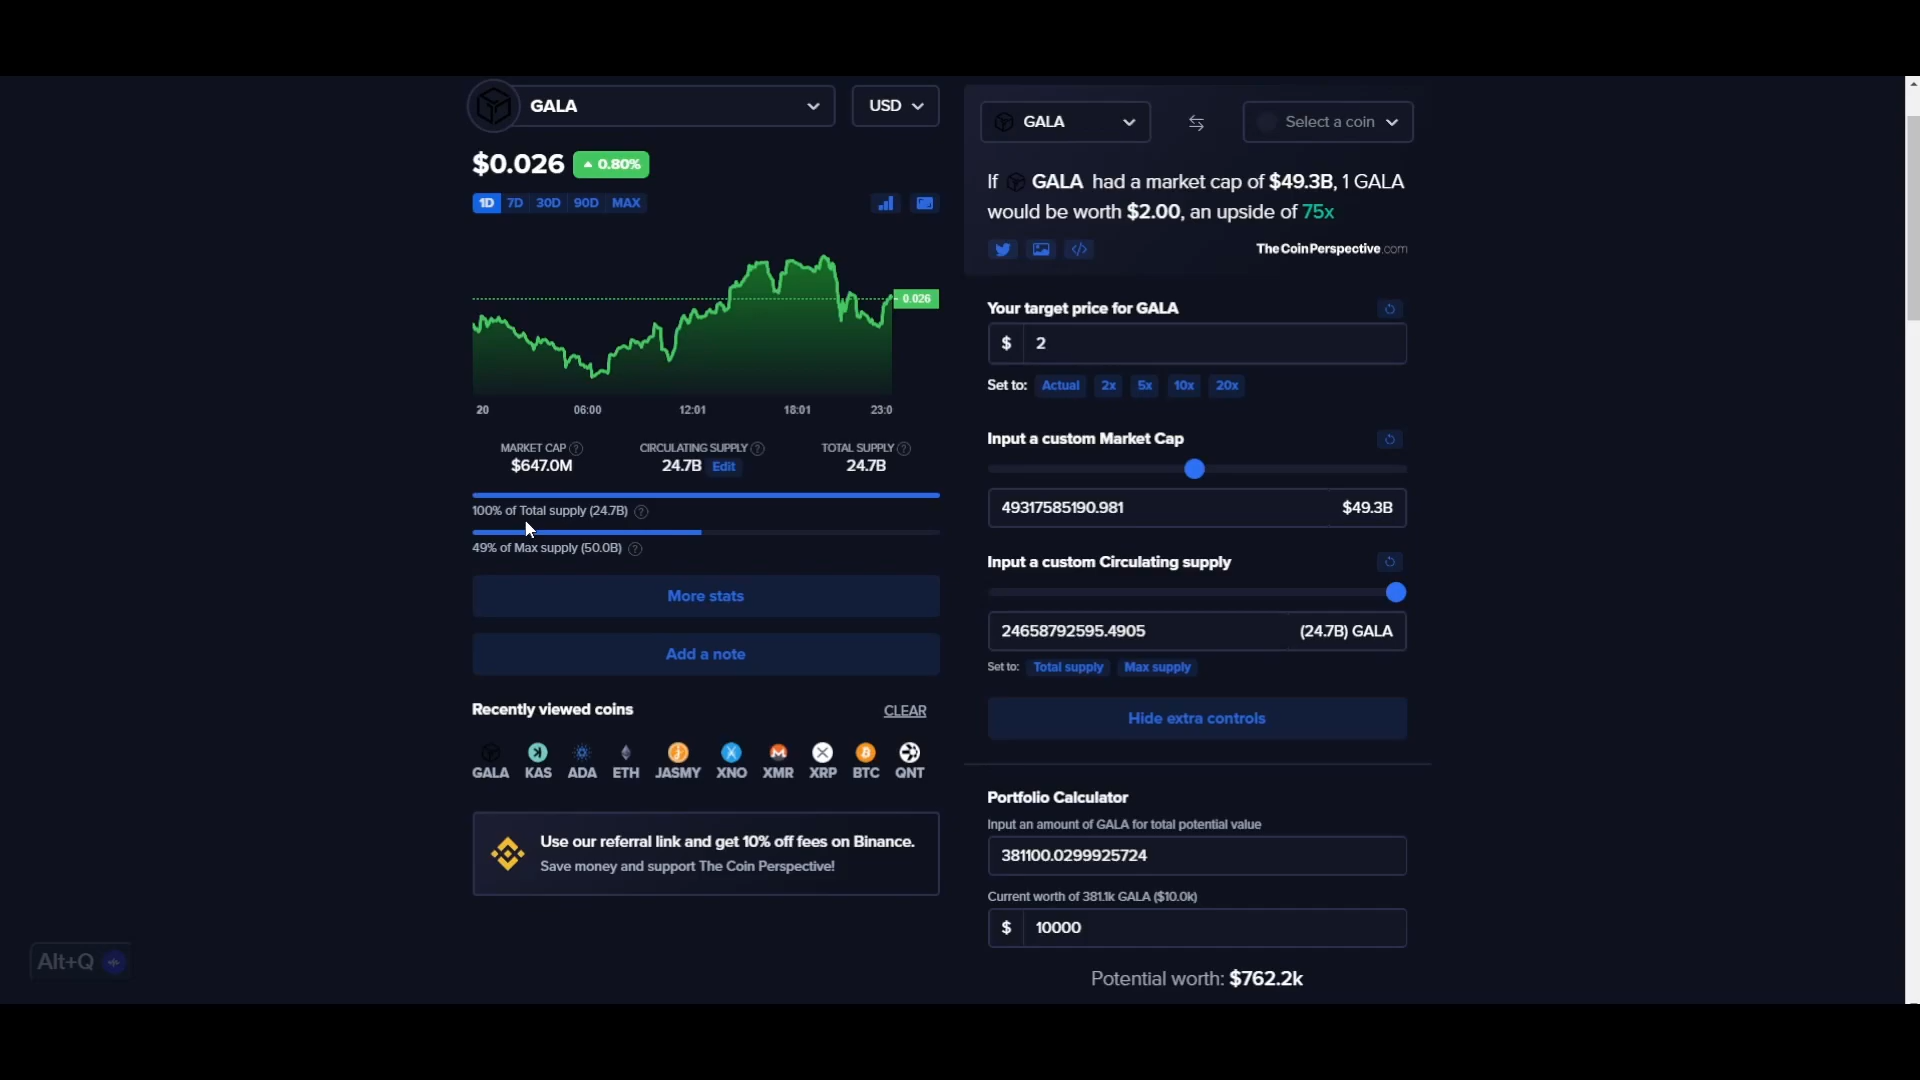 GALA
USD
$0.026
0.80%
1D 7D 30D 90D MAX
0.026
20 06:00 12:01 18:01 23:0
MARKET CAP ? CIRCULATING SUPPLY ? TOTAL SUPPLY ?
$647.0M 24.7B Edit 24.7B
100% of Total supply (24.7B) ?
49% of Max supply (50.0B) ?
More stats
Add a note
Recently viewed coins CLEAR
GALA KAS ADA ETH JASMY XNO XMR XRP BTC QNT
Use our referral link and get 10% off fees on Binance.
Save money and support The Coin Perspective!
Alt+Q
GALA Select a coin
If GALA had a market cap of $49.3B, 1 GALA
would be worth $2.00, an upside of 75x
TheCoinPerspective.com
Your target price for GALA
$ 2
Set to: Actual 2x 5x 10x 20x
Input a custom Market Cap
49317585190.981 $49.3B
Input a custom Circulating supply
24658792595.4905 (24.7B) GALA
Set to: Total supply Max supply
Hide extra controls
Portfolio Calculator
Input an amount of GALA for total potential value
381100.0299925724
Current worth of 381.1k GALA ($10.0k)
$ 10000
Potential worth: $762.2k